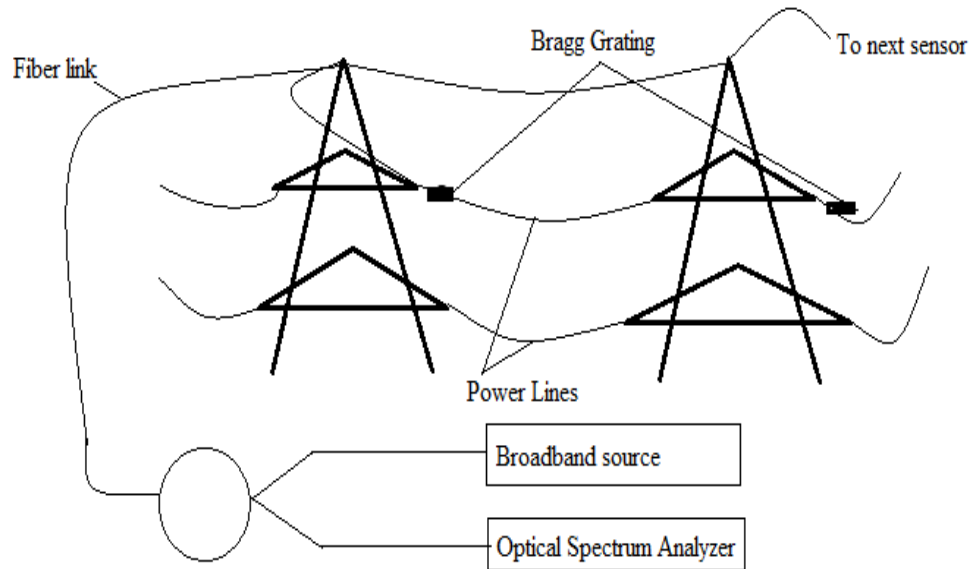 Bragg Grating
To next sensor
Fiber link
Power Lines
Broadband source
Optical Spectrum Analyzer